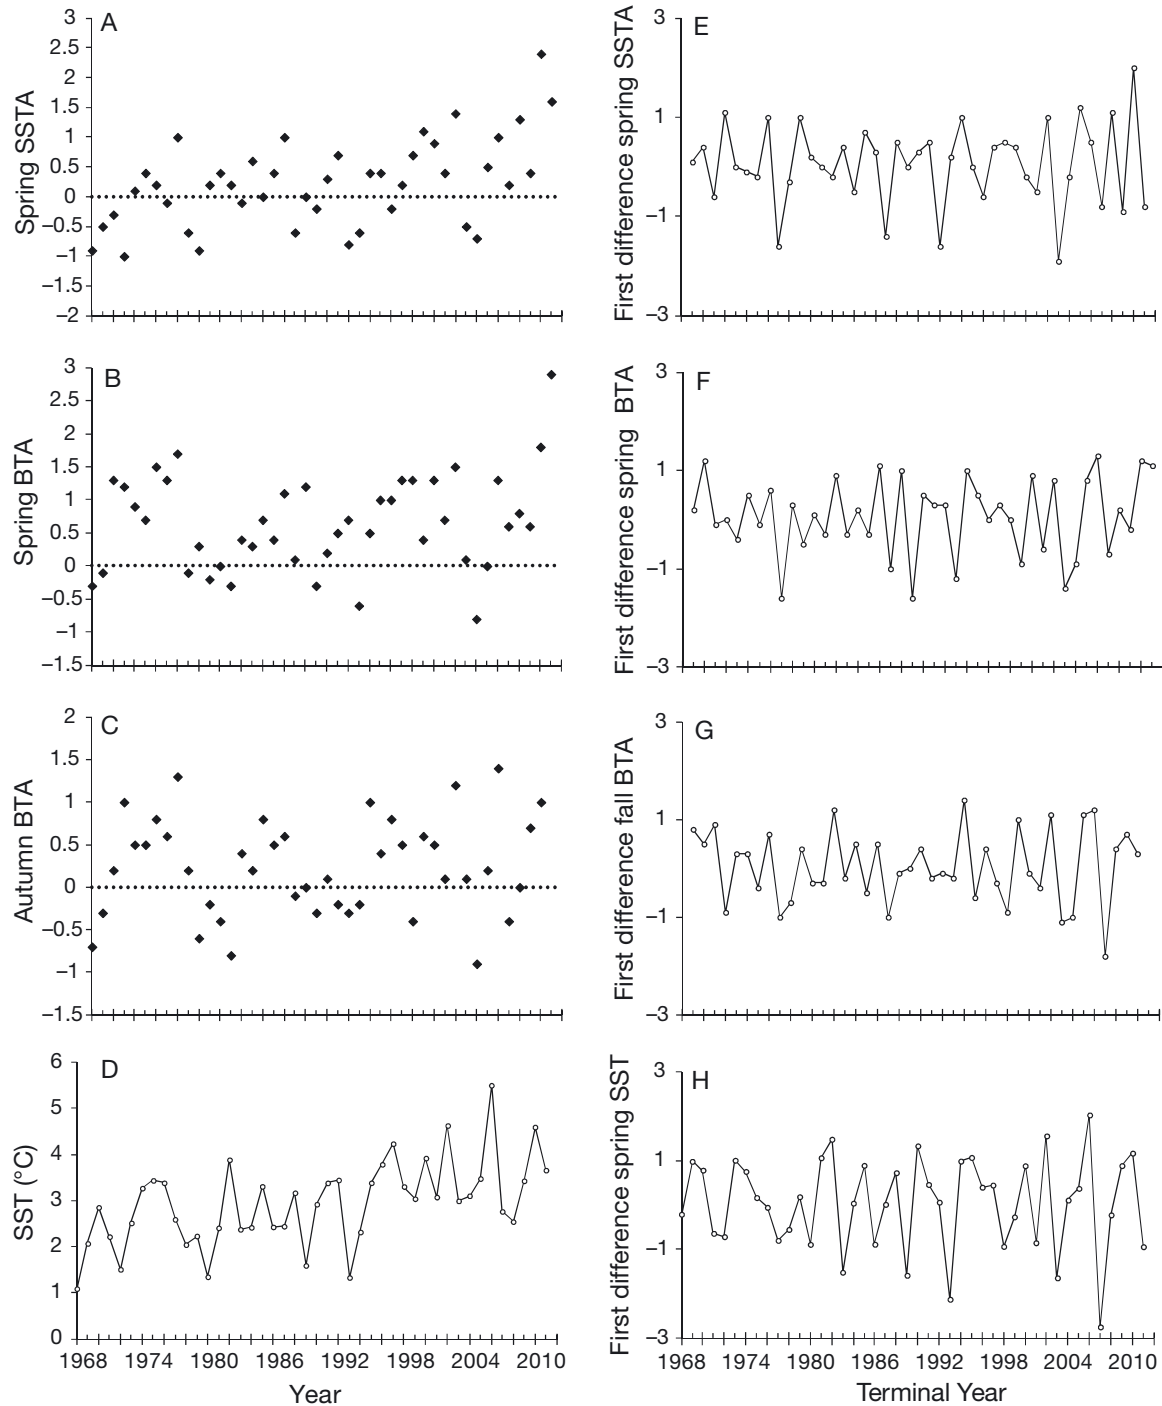 A
Spring SSTA
3
2.5
2
1.5
1
0.5
0
−0.5
−1
−1.5
−2
E
First difference spring SSTA
3
1
−1
−3
B
Spring BTA
3
2.5
2
1.5
1
0.5
0
−0.5
−1
−1.5
F
First difference spring BTA
3
1
−1
−3
C
Autumn BTA
2
1.5
1
0.5
0
−0.5
−1
−1.5
G
First difference fall BTA
3
1
−1
−3
D
SST (°C)
6
5
4
3
2
1
0
1968 1974 1980 1986 1992 1998 2004 2010
Year
H
First difference spring SST
3
1
−1
−3
1968 1974 1980 1986 1992 1998 2004 2010
Terminal Year